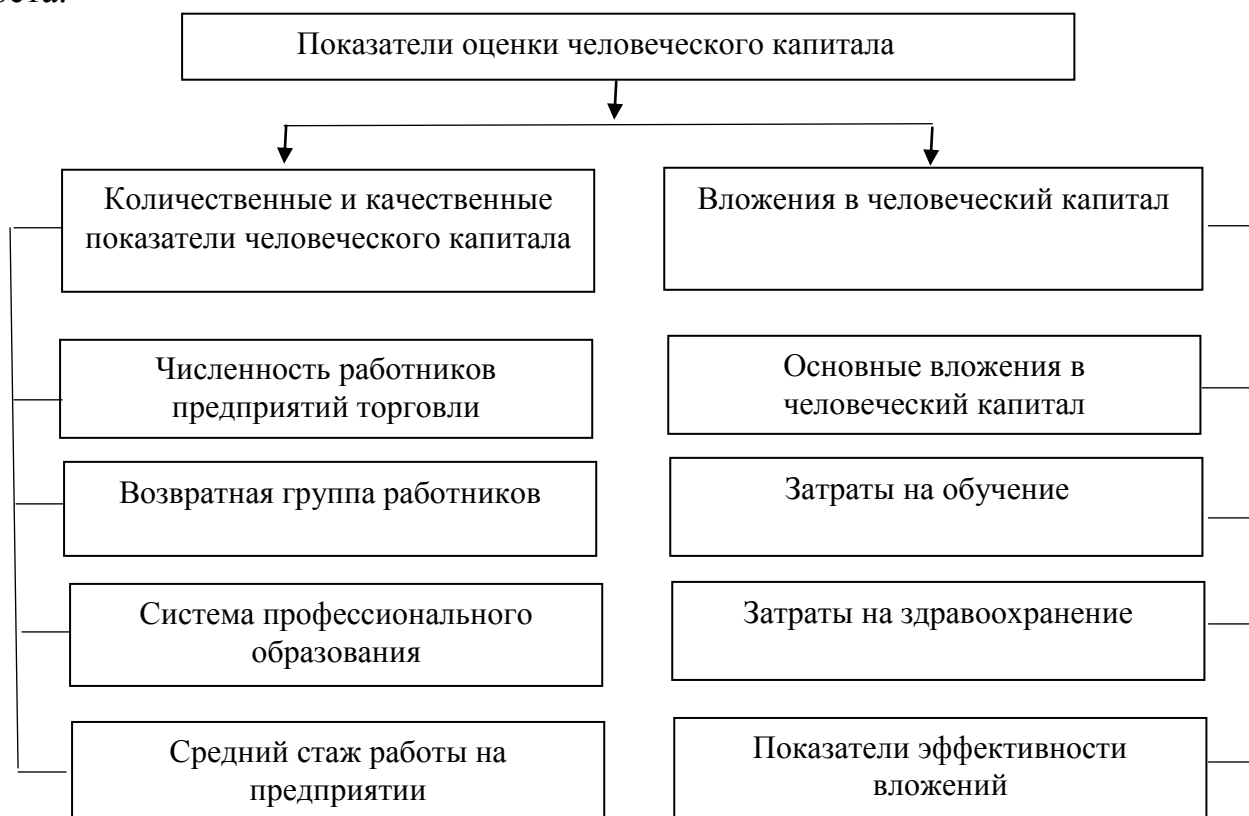 Показатели оценки человеческого капитала
Количественные и качественные
показатели человеческого капитала
Вложения в человеческий капитал
Численность работников
предприятий торговли
Основные вложения в
человеческий капитал
Возвратная группа работников
Затраты на обучение
Система профессионального
образования
Затраты на здравоохранение
Средний стаж работы на
предприятии
Показатели эффективности
вложений